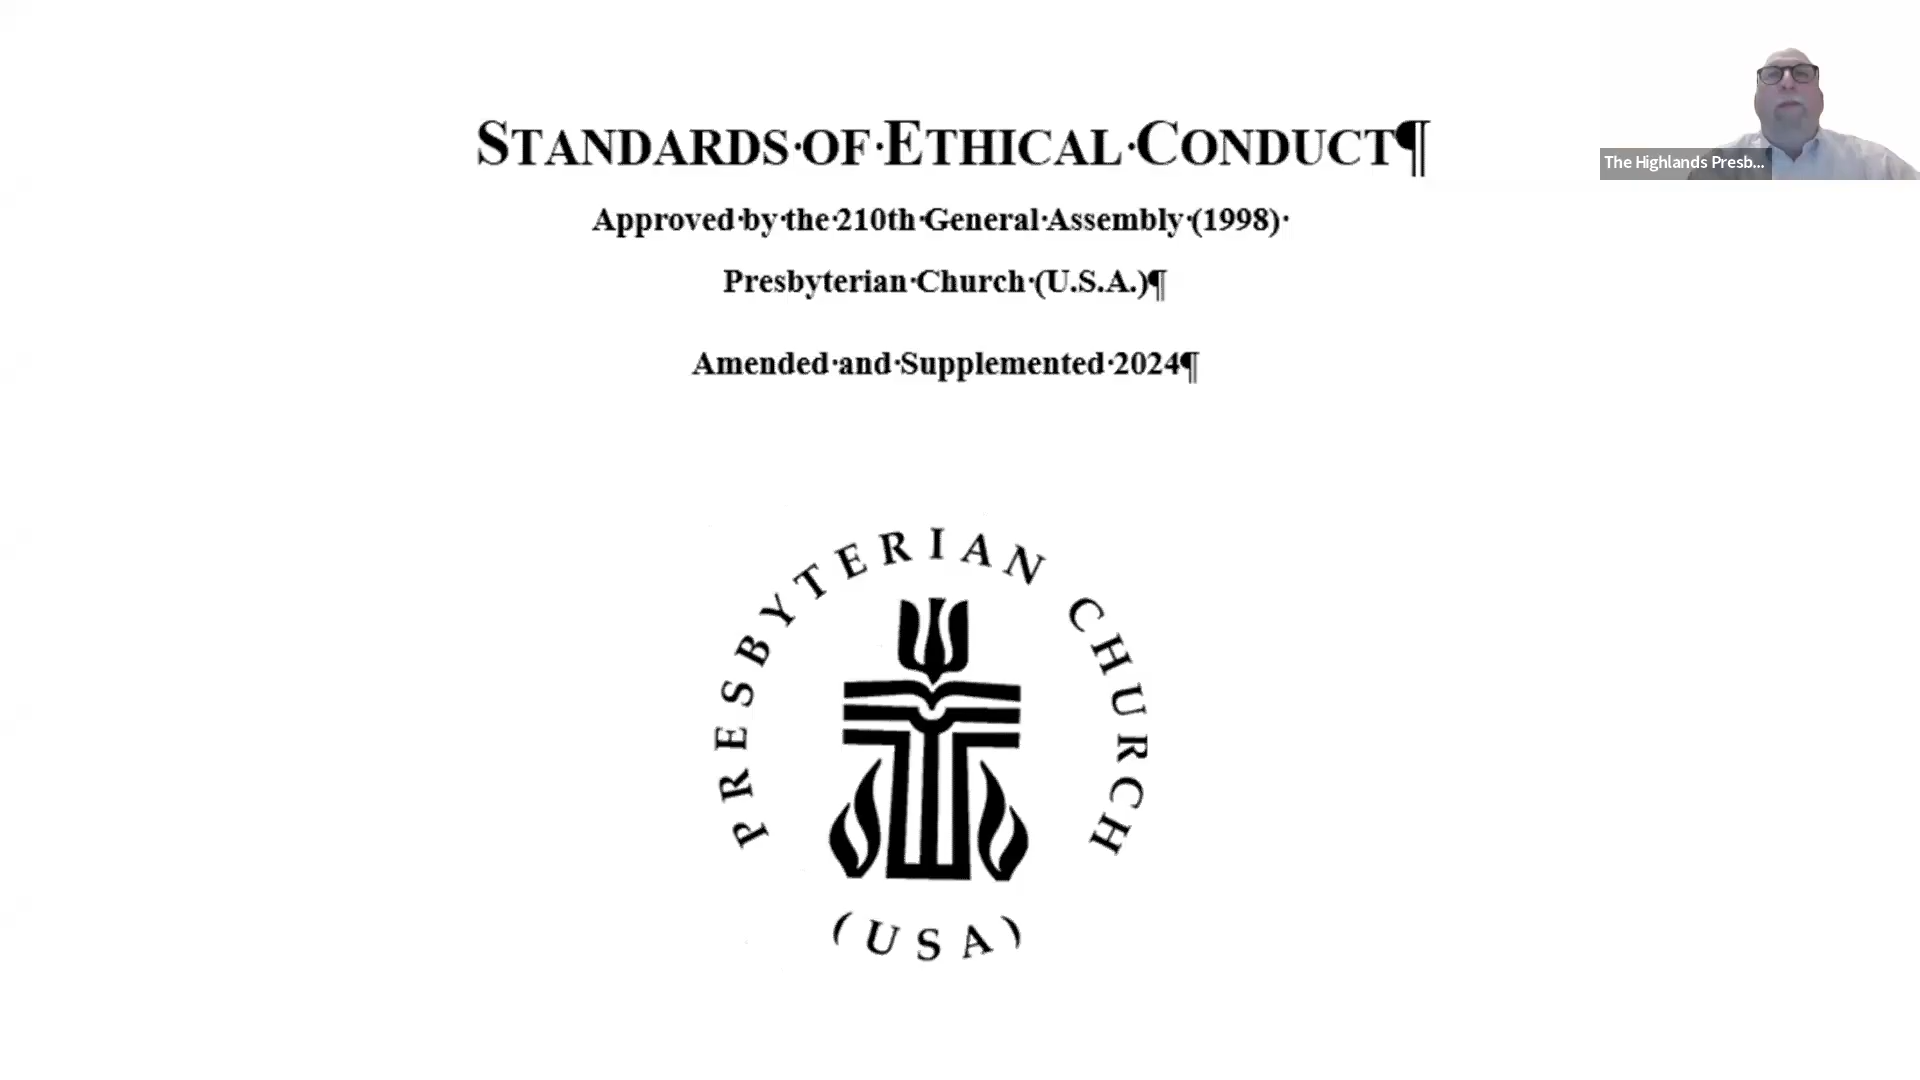 STANDARDS·OF·ETHICAL·CONDUCT¶
Approved·by·the·210th·General·Assembly·(1998)·
Presbyterian·Church·(U.S.A.)¶
Amended·and·Supplemented·2024¶
The Highlands Presb...
PRESBYTERIAN CHURCH
(USA)